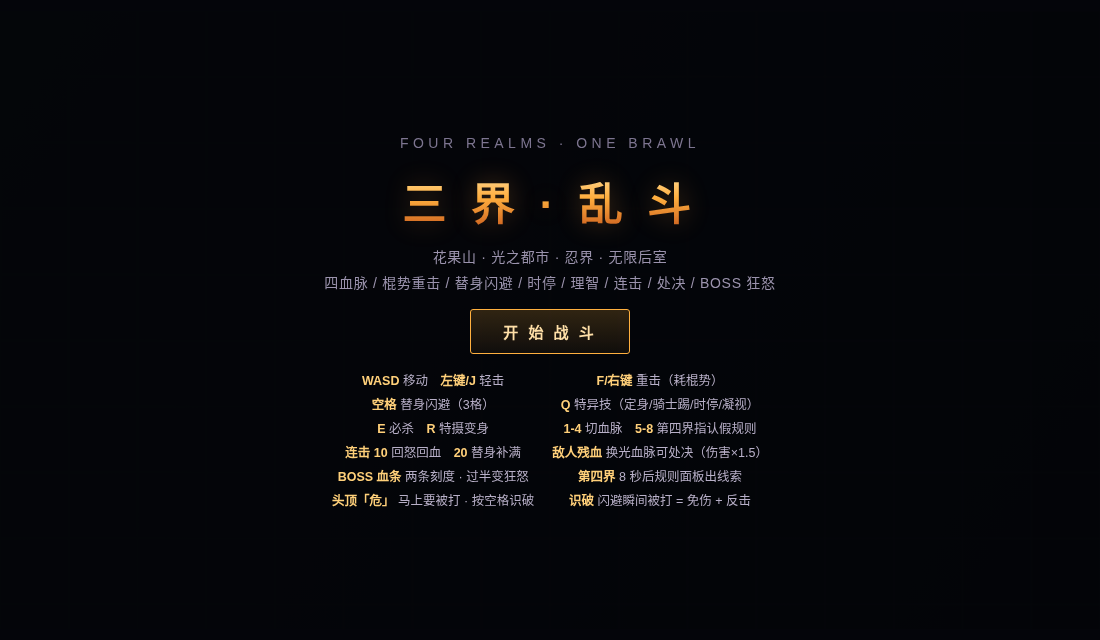 FOUR REALMS · ONE BRAWL
三界·乱斗
花果山 · 光之都市 · 忍界 · 无限后室
四血脉 / 棍势重击 / 替身闪避 / 时停 / 理智 / 连击 / 处决 / BOSS 狂怒
开始战斗
WASD 移动 左键/J 轻击
F/右键 重击（耗棍势）
空格 替身闪避（3格）
Q 特异技（定身/骑士踢/时停/凝视）
E 必杀 R 特摄变身
1-4 切血脉 5-8 第四界指认假规则
连击 10 回怒回血 20 替身补满
敌人残血 换光血脉可处决（伤害×1.5）
BOSS 血条 两条刻度 · 过半变狂怒
第四界 8 秒后规则面板出线索
头顶「危」 马上要被打 · 按空格识破
识破 闪避瞬间被打 = 免伤 + 反击